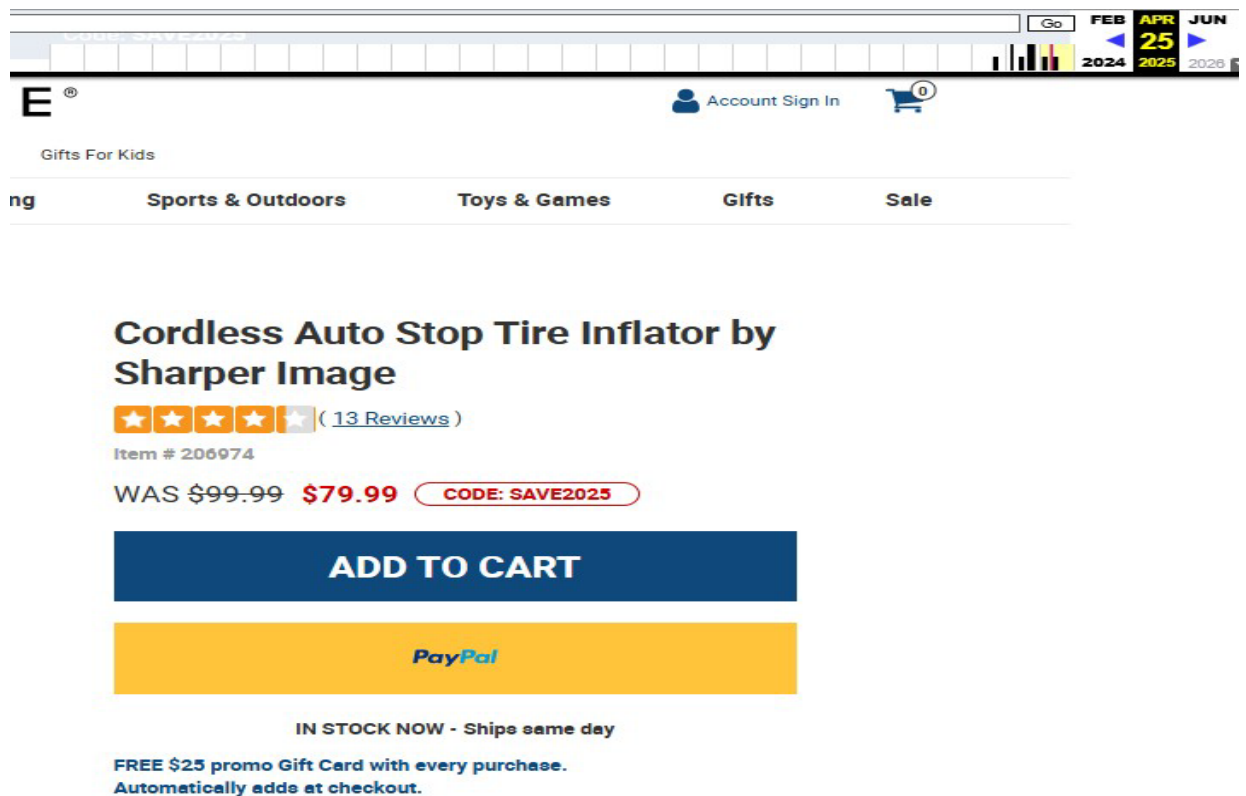 Go FEB APR JUN
Code: SAVE2025
25
2024 2025 2026
E ®
Account Sign In 0
Gifts For Kids
ng Sports & Outdoors Toys & Games Gifts Sale
Cordless Auto Stop Tire Inflator by
Sharper Image
( 13 Reviews )
Item # 206974
WAS $99.99 $79.99 CODE: SAVE2025
ADD TO CART
PayPal
IN STOCK NOW - Ships same day
FREE $25 promo Gift Card with every purchase.
Automatically adds at checkout.